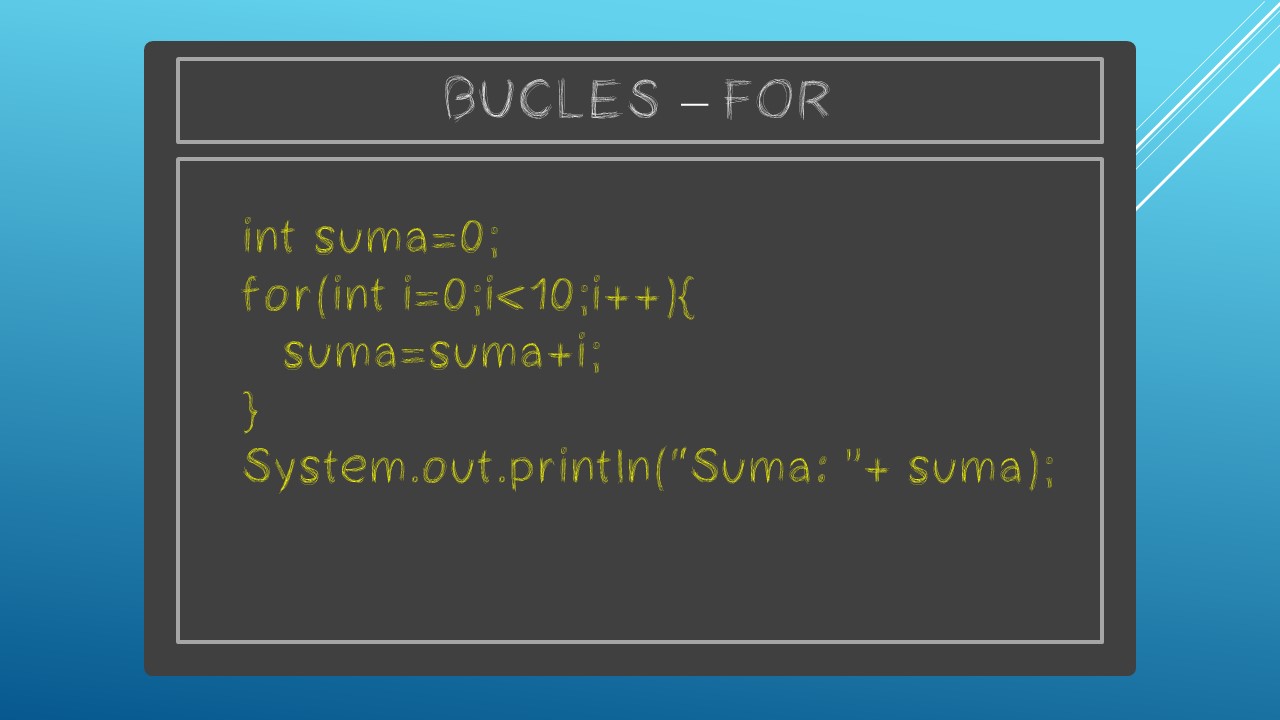 BUCLES – FOR
int suma=0;
for(int i=0;i<10;i++){
suma=suma+i;
}
System.out.println("Suma: "+ suma);